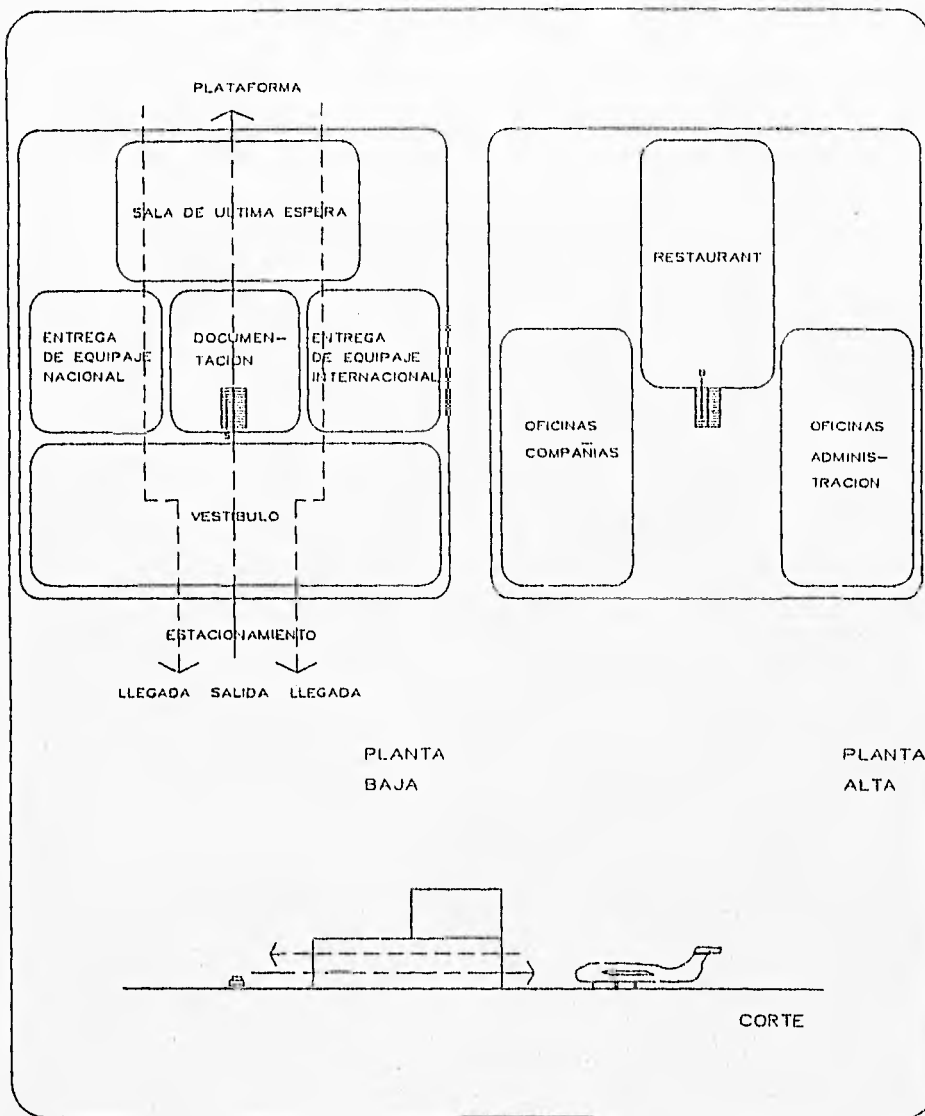 PLATAFORMA
SALA DE ULTIMA ESPERA
ENTREGA
DE EQUIPAJE
NACIONAL
DOCUMEN-
TACION
ENTREGA
DE EQUIPAJE
INTERNACIONAL
S
VESTIBULO
ESTACIONAMIENTO
LLEGADA SALIDA LLEGADA
PLANTA
BAJA
RESTAURANT
OFICINAS
COMPAÑIAS
OFICINAS
ADMINIS-
TRACION
PLANTA
ALTA
CORTE